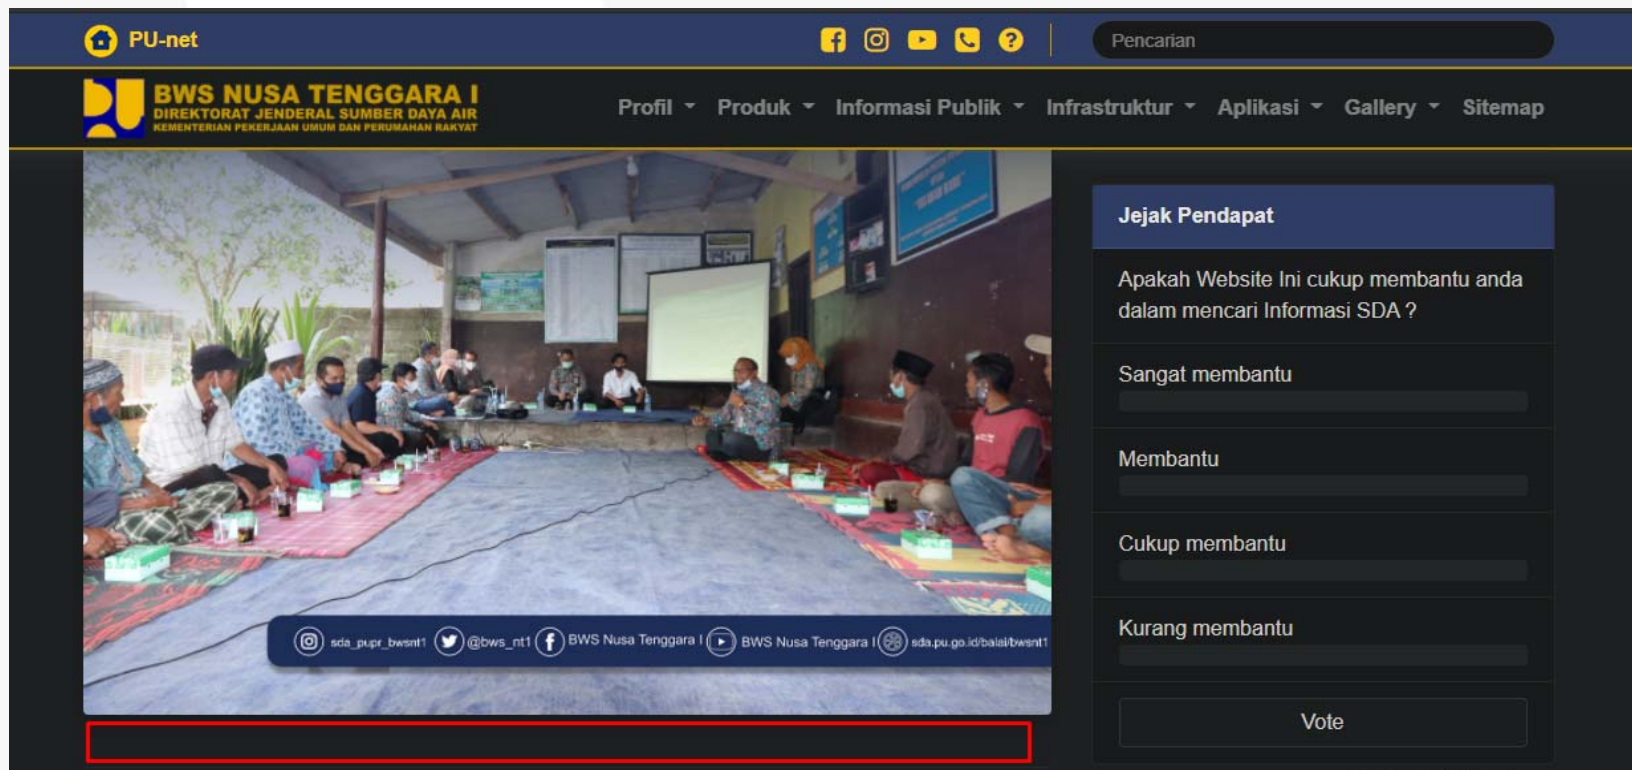 PU-net
Pencarian
BWS NUSA TENGGARA I
DIREKTORAT JENDERAL SUMBER DAYA AIR
KEMENTERIAN PEKERJAAN UMUM DAN PERUMAHAN RAKYAT
Profil Produk Informasi Publik Infrastruktur Aplikasi Gallery Sitemap
sda_pupr_bwsnt1 @bws_nt1 BWS Nusa Tenggara I BWS Nusa Tenggara I sda.pu.go.id/balai/bwsnt1
Jejak Pendapat
Apakah Website Ini cukup membantu anda
dalam mencari Informasi SDA ?
Sangat membantu
Membantu
Cukup membantu
Kurang membantu
Vote